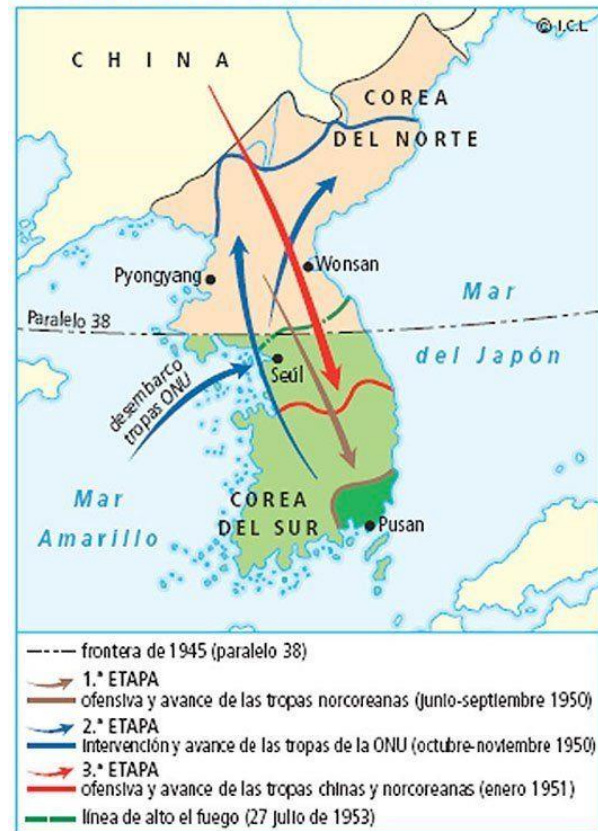 © I.C.L.
CHINA
COREA
DEL NORTE
Pyongyang
Wonsan
Mar
Paralelo 38
del Japón
Seúl
desembarco
tropas ONU
Mar
Amarillo
COREA
DEL SUR
Pusan
frontera de 1945 (paralelo 38)
1.ª ETAPA
ofensiva y avance de las tropas norcoreanas (junio-septiembre 1950)
2.ª ETAPA
intervención y avance de las tropas de la ONU (octubre-noviembre 1950)
3.ª ETAPA
ofensiva y avance de las tropas chinas y norcoreanas (enero 1951)
línea de alto el fuego (27 julio de 1953)